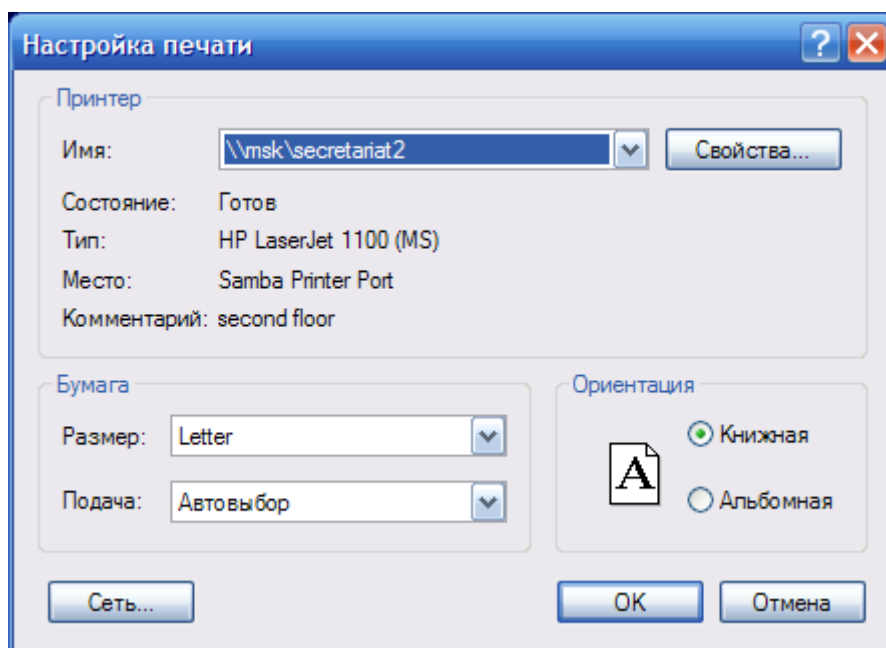 Настройка печати
Принтер
Имя: \\msk\secretariat2 Свойства...
Состояние: Готов
Тип: HP LaserJet 1100 (MS)
Место: Samba Printer Port
Комментарий: second floor
Бумага
Размер: Letter
Подача: Автовыбор
Ориентация
A
Книжная
Альбомная
Сеть... OK Отмена